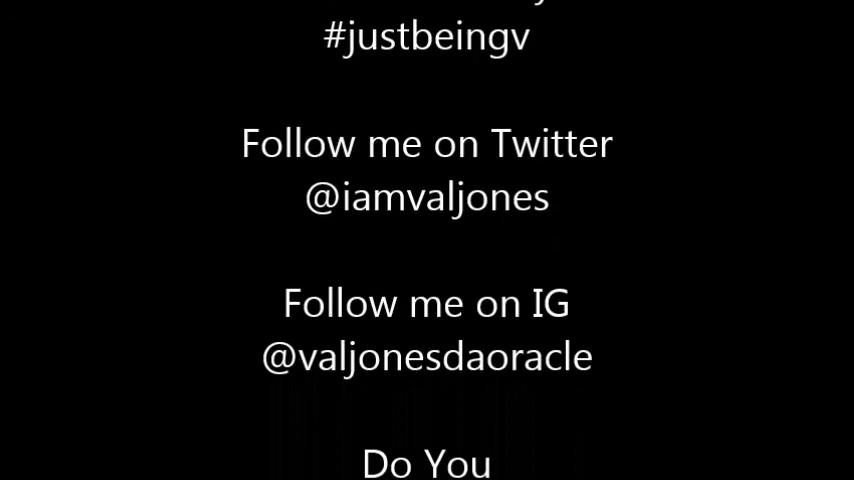 #justbeingv
Follow me on Twitter
@iamvaljones
Follow me on IG
@valjonesdaoracle
Do You